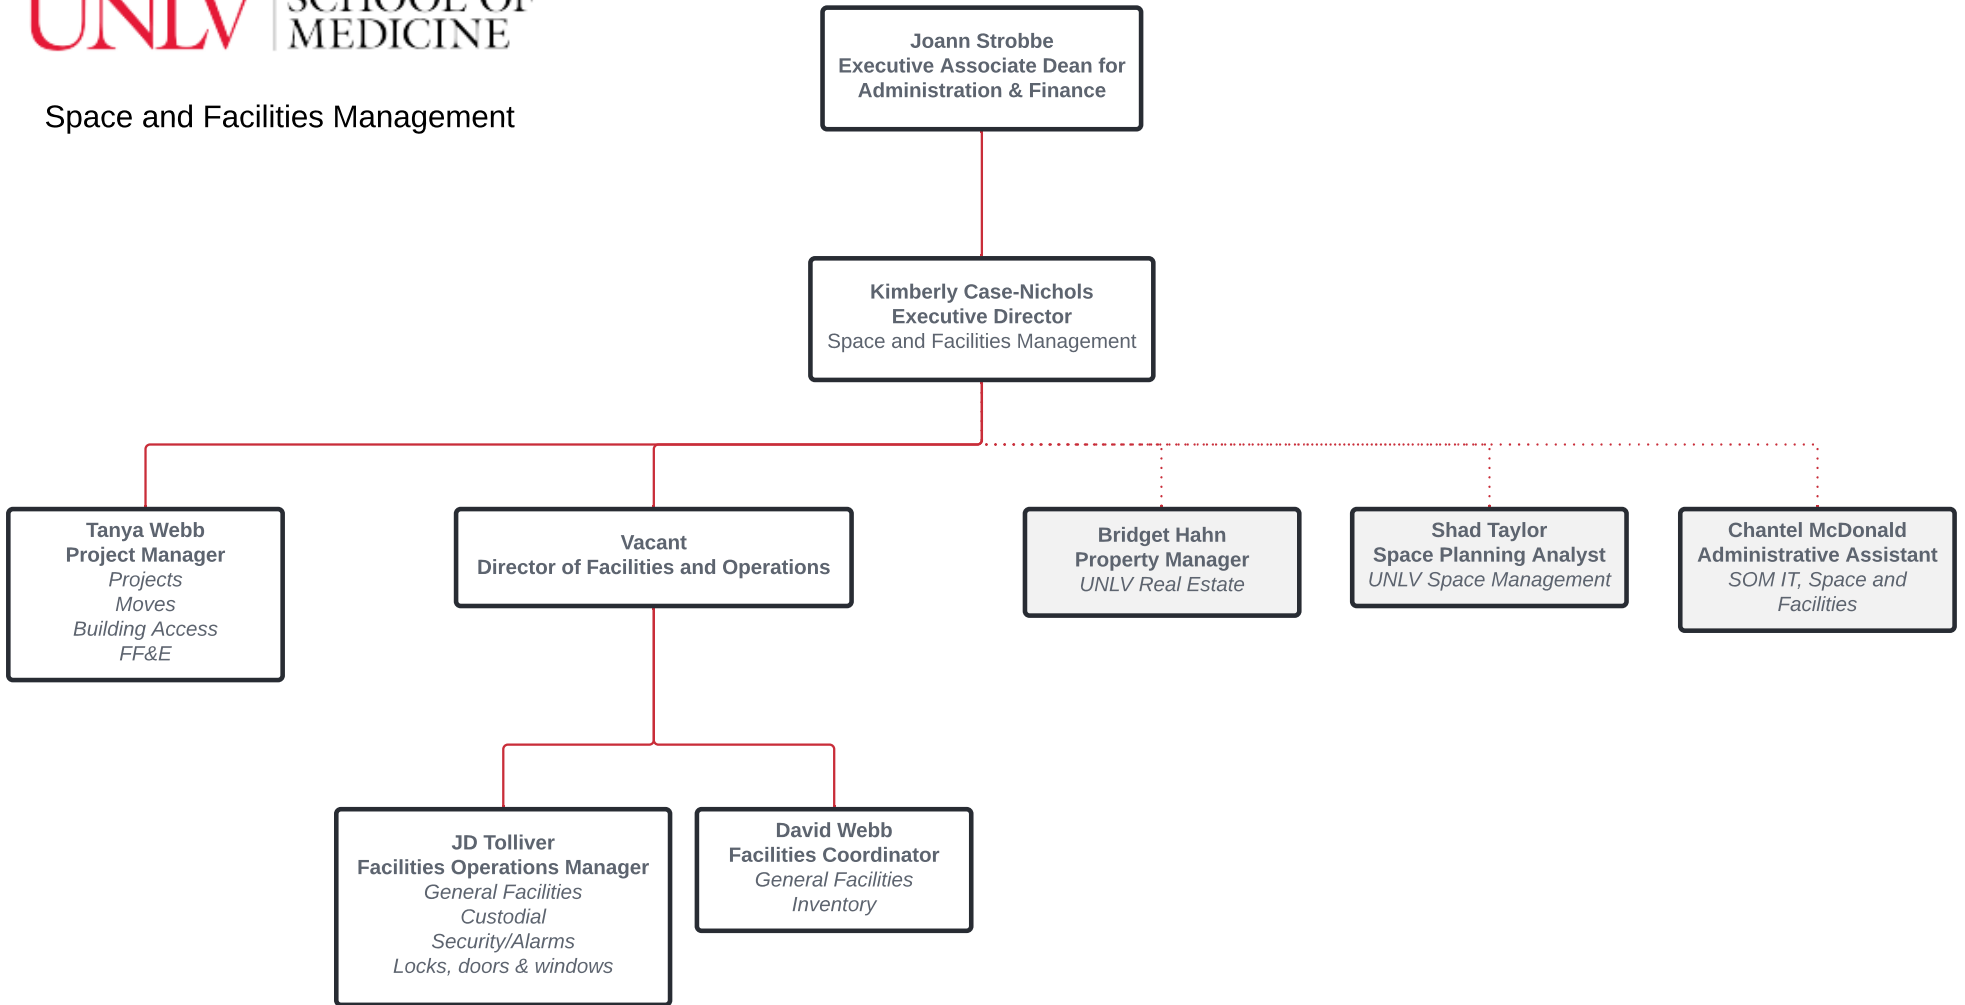 UNLV
SCHOOL OF
MEDICINE
Space and Facilities Management
Joann Strobbe
Executive Associate Dean for
Administration & Finance
Kimberly Case-Nichols
Executive Director
Space and Facilities Management
Tanya Webb
Project Manager
Projects
Moves
Building Access
FF&E
Vacant
Director of Facilities and Operations
Bridget Hahn
Property Manager
UNLV Real Estate
Shad Taylor
Space Planning Analyst
UNLV Space Management
Chantel McDonald
Administrative Assistant
SOM IT, Space and
Facilities
JD Tolliver
Facilities Operations Manager
General Facilities
Custodial
Security/Alarms
Locks, doors & windows
David Webb
Facilities Coordinator
General Facilities
Inventory